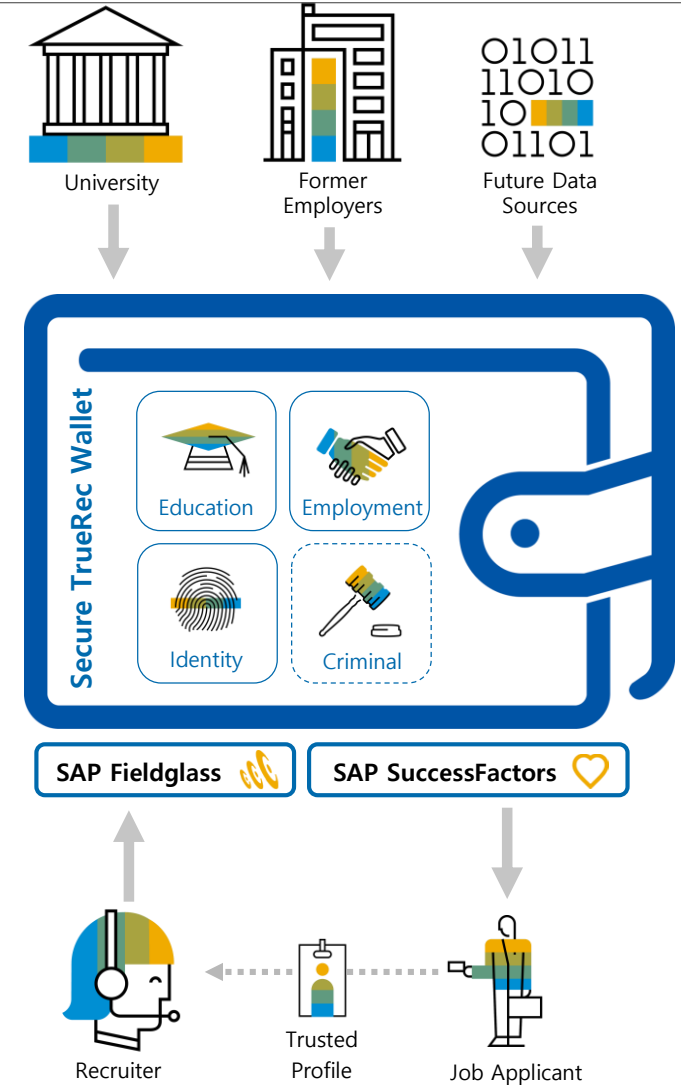 University
Former
Employers
01011
11010
10
01101
Future Data
Sources
Secure TrueRec Wallet
Education
Employment
Identity
Criminal
SAP Fieldglass
SAP SuccessFactors
Recruiter
Trusted
Profile
Job Applicant